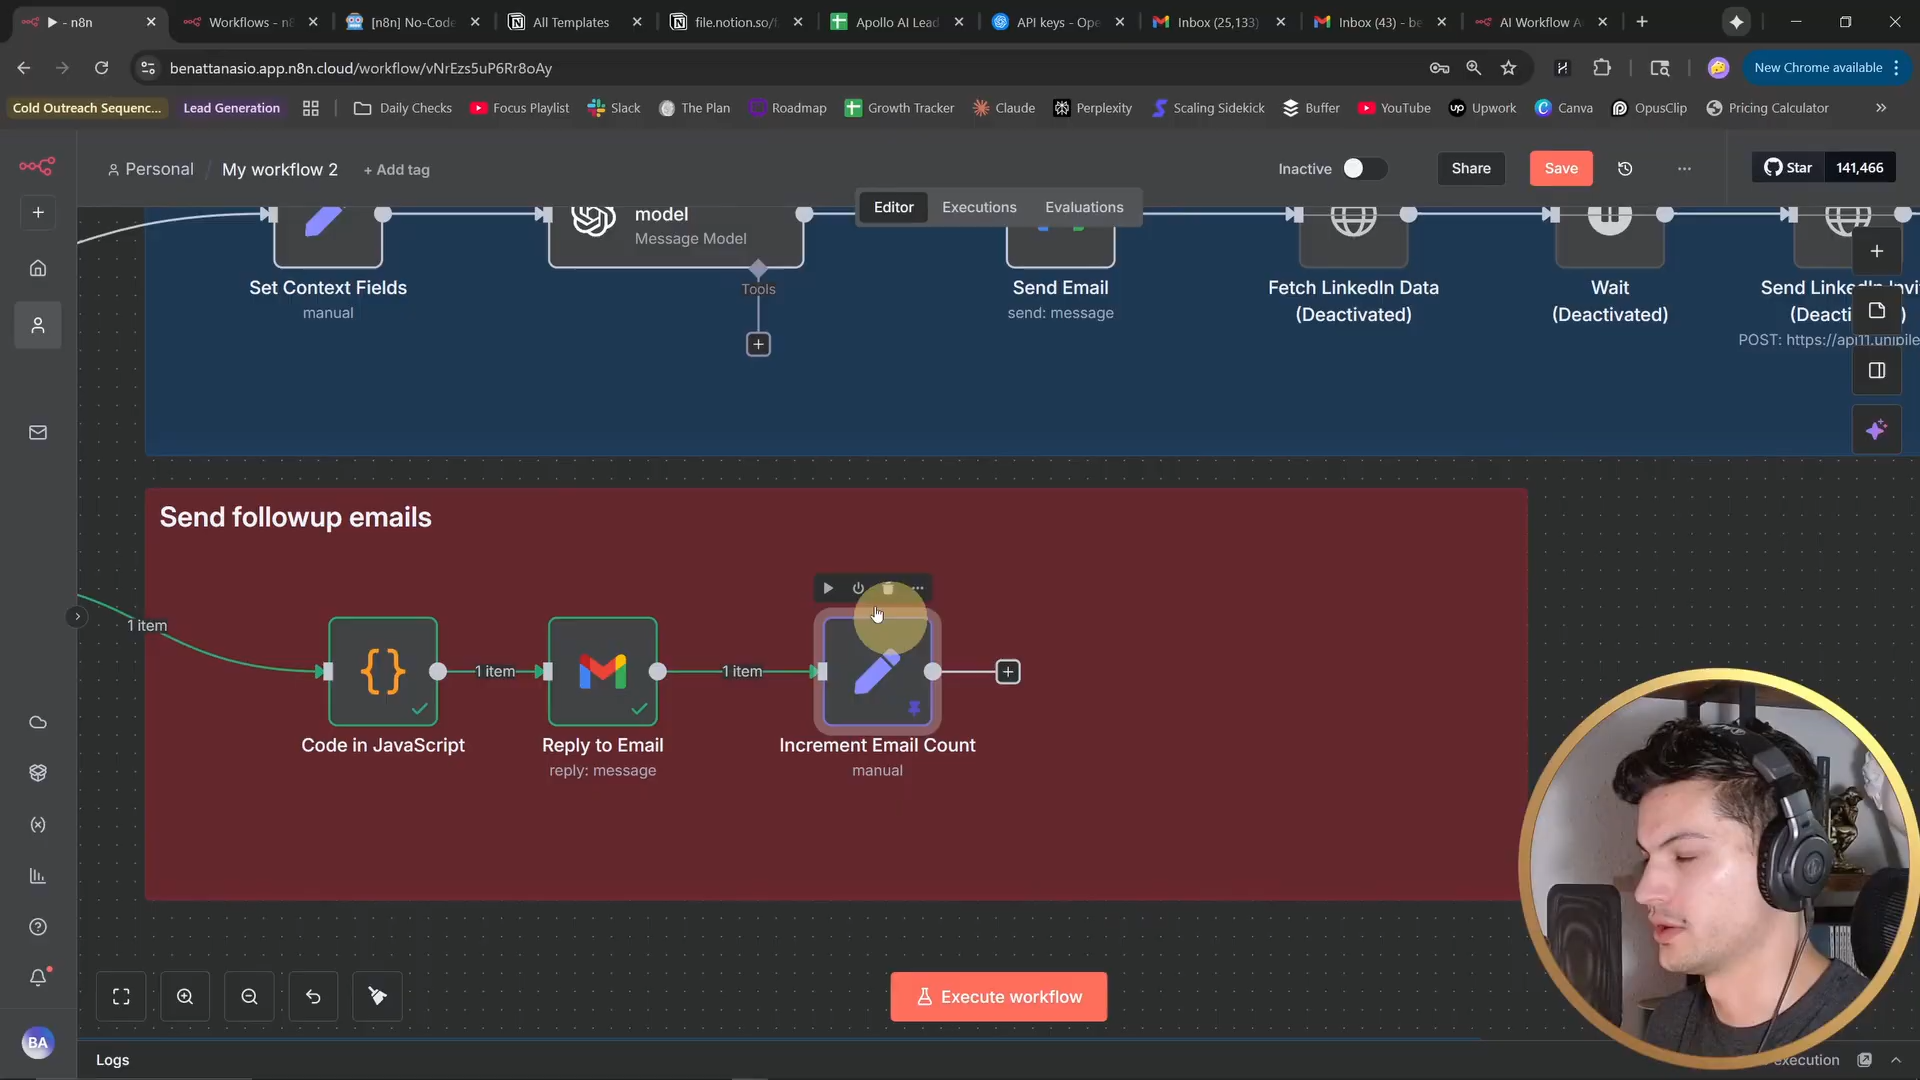 ▶ - n8n
Workflows - n8
[n8n] No-Code
All Templates
file.notion.so/f
Apollo AI Lead
API keys - Ope
Inbox (25,133)
Inbox (43) - be
AI Workflow A
benattanasio.app.n8n.cloud/workflow/vNrEzs5uP6Rr8oAy
New Chrome available
Cold Outreach Sequenc...
Lead Generation
Daily Checks
Focus Playlist
Slack
The Plan
Roadmap
Growth Tracker
Claude
Perplexity
Scaling Sidekick
Buffer
YouTube
Upwork
Canva
OpusClip
Pricing Calculator
Personal / My workflow 2 + Add tag
Inactive
Share
Save
Star 141,466
Editor
Executions
Evaluations
model
Message Model
Tools
Set Context Fields
manual
Send Email
send: message
Fetch LinkedIn Data
(Deactivated)
Wait
(Deactivated)
Send LinkedIn Invit
(Deacti
POST: https://api11.unipile
Send followup emails
1 item
1 item
1 item
Code in JavaScript
Reply to Email
reply: message
Increment Email Count
manual
Execute workflow
BA
Logs
execution